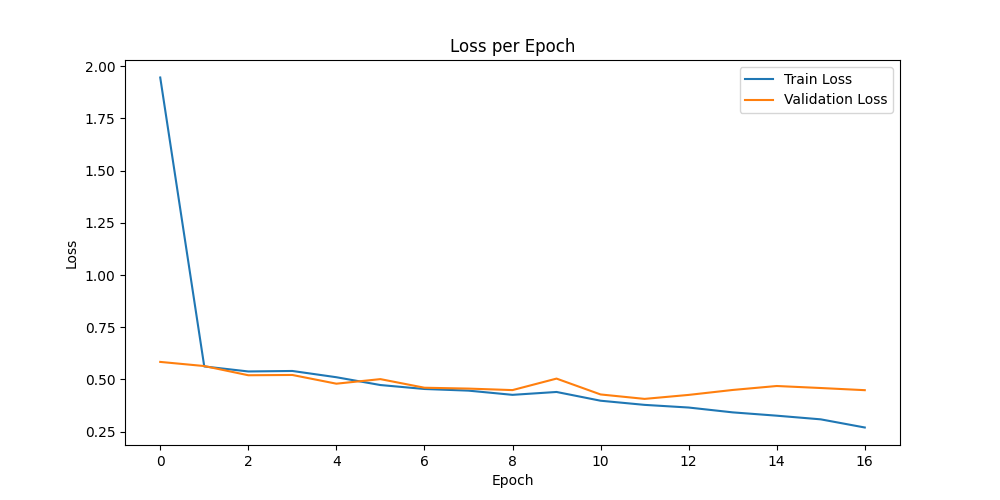 Loss per Epoch
Train Loss
Validation Loss
2.00
1.75
1.50
1.25
1.00
0.75
0.50
0.25
Loss
0 2 4 6 8 10 12 14 16
Epoch